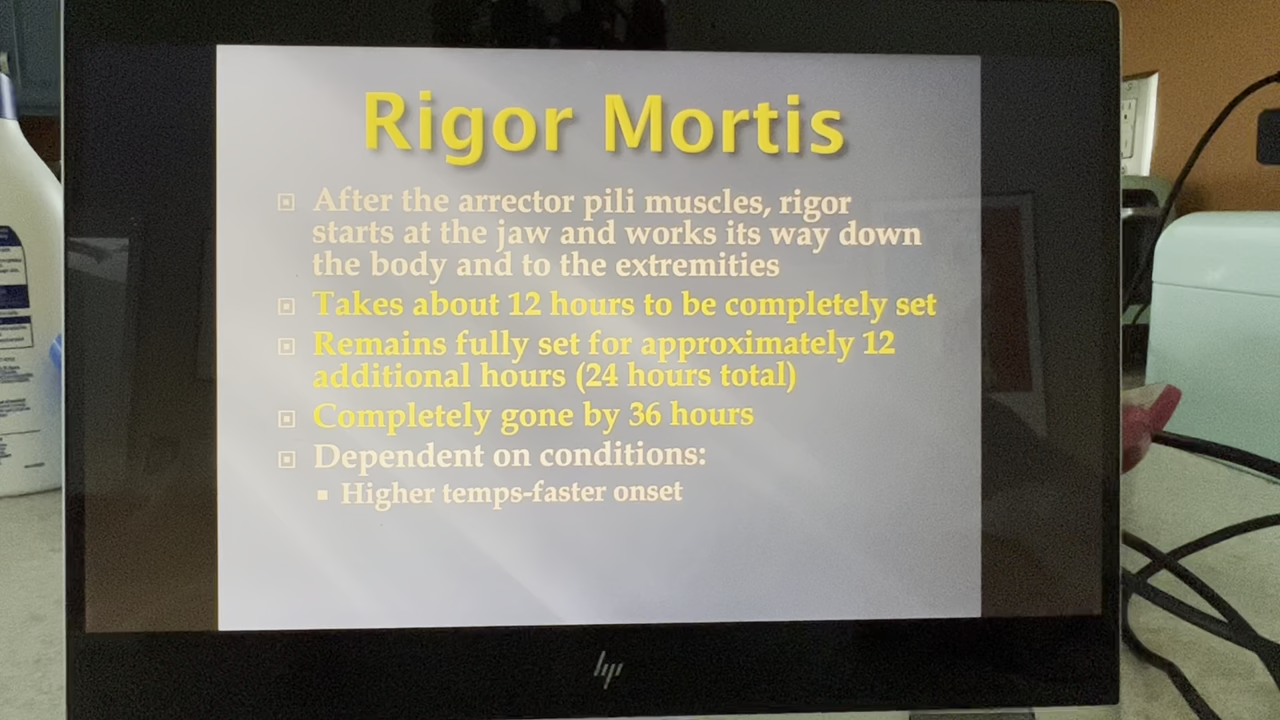 Rigor Mortis
After the arrector pili muscles, rigor
starts at the jaw and works its way down
the body and to the extremities
Takes about 12 hours to be completely set
Remains fully set for approximately 12
additional hours (24 hours total)
Completely gone by 36 hours
Dependent on conditions:
Higher temps-faster onset
hp